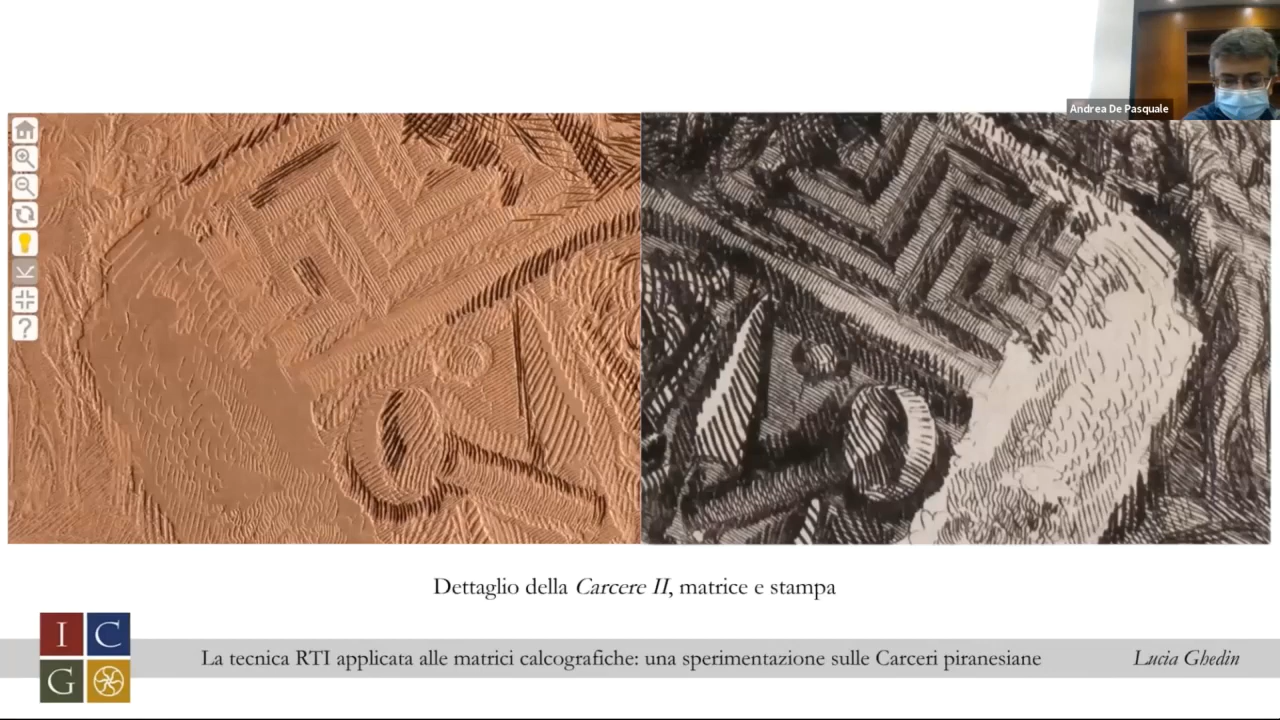 Andrea De Pasquale
?
Dettaglio della Carcere II, matrice e stampa
I C
G
La tecnica RTI applicata alle matrici calcografiche: una sperimentazione sulle Carceri piranesiane
Lucia Ghedin